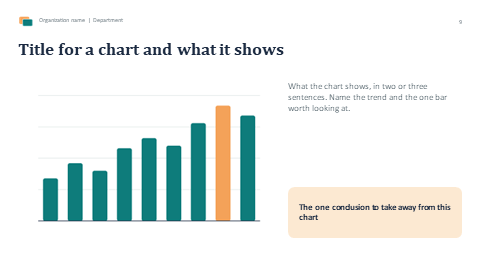 Organization name | Department
9
Title for a chart and what it shows
What the chart shows, in two or three
sentences. Name the trend and the one bar
worth looking at.
The one conclusion to take away from this
chart